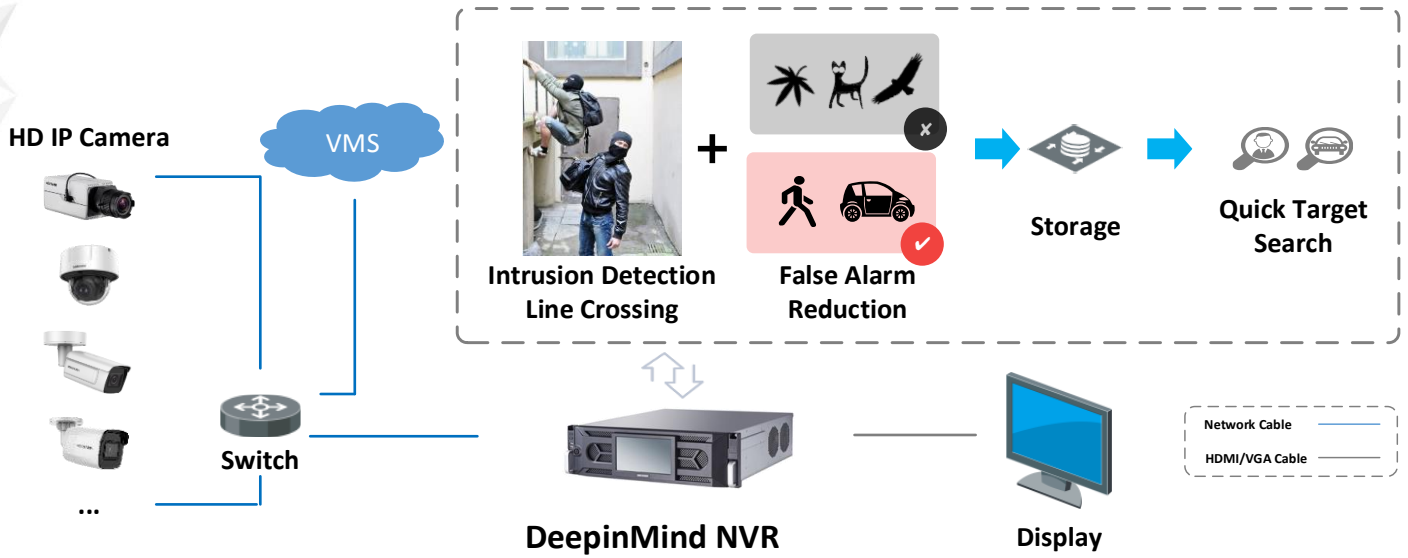 HD IP Camera
VMS
Intrusion Detection
Line Crossing
+
False Alarm
Reduction
Storage
Quick Target
Search
Switch
...
DeepinMind NVR
Display
Network Cable
HDMI/VGA Cable